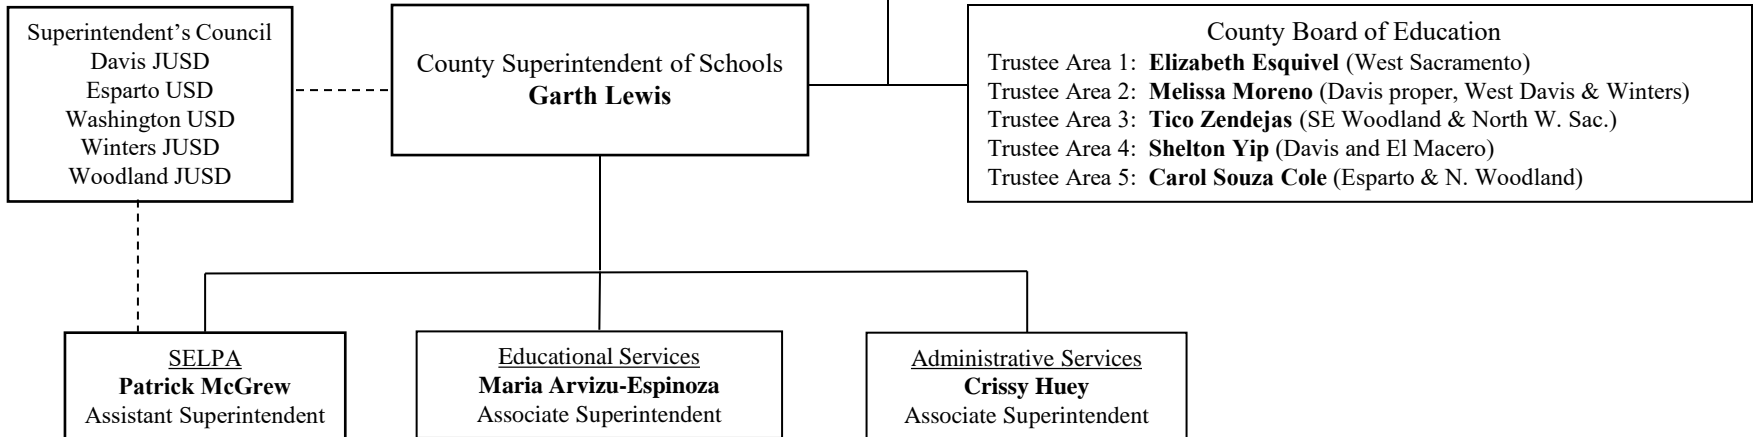 Superintendent’s Council
Davis JUSD
Esparto USD
Washington USD
Winters JUSD
Woodland JUSD
County Superintendent of Schools
Garth Lewis
County Board of Education
Trustee Area 1: Elizabeth Esquivel (West Sacramento)
Trustee Area 2: Melissa Moreno (Davis proper, West Davis & Winters)
Trustee Area 3: Tico Zendejas (SE Woodland & North W. Sac.)
Trustee Area 4: Shelton Yip (Davis and El Macero)
Trustee Area 5: Carol Souza Cole (Esparto & N. Woodland)
SELPA
Patrick McGrew
Assistant Superintendent
Educational Services
Maria Arvizu-Espinoza
Associate Superintendent
Administrative Services
Crissy Huey
Associate Superintendent